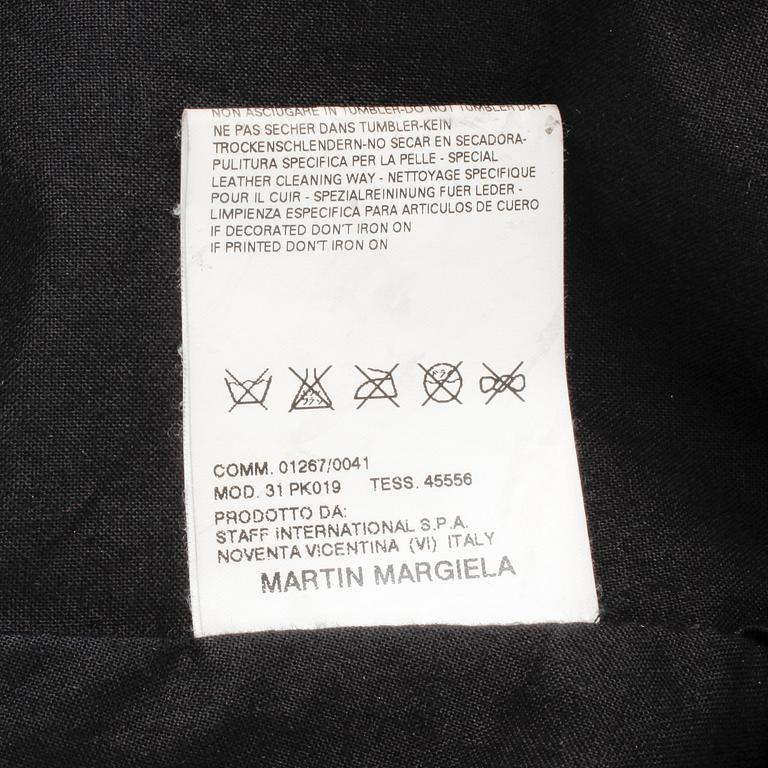 NON ASCIUGARE IN TUMBLER-DO NOT TUMBLER DRY-
NE PAS SECHER DANS TUMBLER-KEIN
TROCKENSCHLENDERN-NO SECAR EN SECADORA-
PULITURA SPECIFICA PER LA PELLE - SPECIAL
LEATHER CLEANING WAY - NETTOYAGE SPECIFIQUE
POUR IL CUIR - SPEZIALREININUNG FUER LEDER -
LIMPIENZA ESPECIFICA PARA ARTICULOS DE CUERO
IF DECORATED DON'T IRON ON
IF PRINTED DON'T IRON ON
COMM. 01267/0041
MOD. 31 PK019 TESS. 45556
PRODOTTO DA:
STAFF INTERNATIONAL S.P.A.
NOVENTA VICENTINA (VI) ITALY
MARTIN MARGIELA